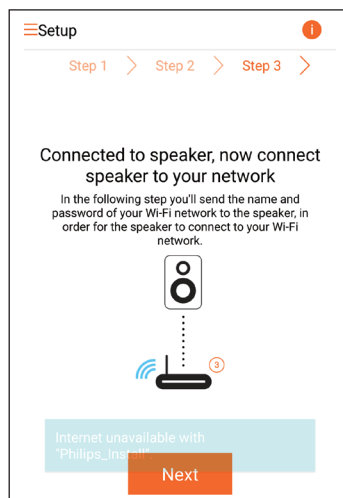 Setup
i
Step 1 > Step 2 > Step 3 >
Connected to speaker, now connect
speaker to your network
In the following step you'll send the name and
password of your Wi-Fi network to the speaker, in
order for the speaker to connect to your Wi-Fi
network.
3
Internet unavailable with
"Philips_Install".
Next